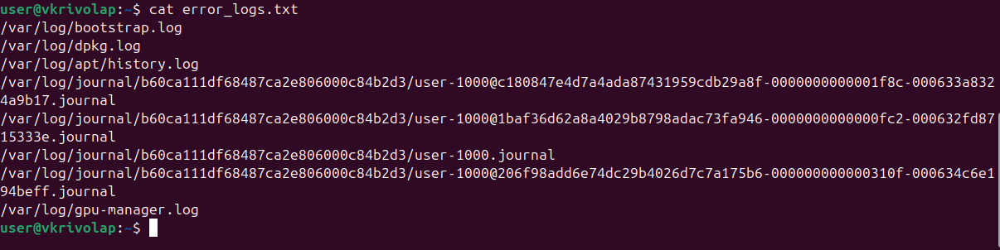 user@vkrivolap:~$ cat error_logs.txt
/var/log/bootstrap.log
/var/log/dpkg.log
/var/log/apt/history.log
/var/log/journal/b60ca111df68487ca2e806000c84b2d3/user-1000@c180847e4d7a4ada87431959cdb29a8f-0000000000001f8c-000633a832
4a9b17.journal
/var/log/journal/b60ca111df68487ca2e806000c84b2d3/user-1000@1baf36d62a8a4029b8798adac73fa946-0000000000000fc2-000632fd87
15333e.journal
/var/log/journal/b60ca111df68487ca2e806000c84b2d3/user-1000.journal
/var/log/journal/b60ca111df68487ca2e806000c84b2d3/user-1000@206f98add6e74dc29b4026d7c7a175b6-000000000000310f-000634c6e1
94beff.journal
/var/log/gpu-manager.log
user@vkrivolap:~$